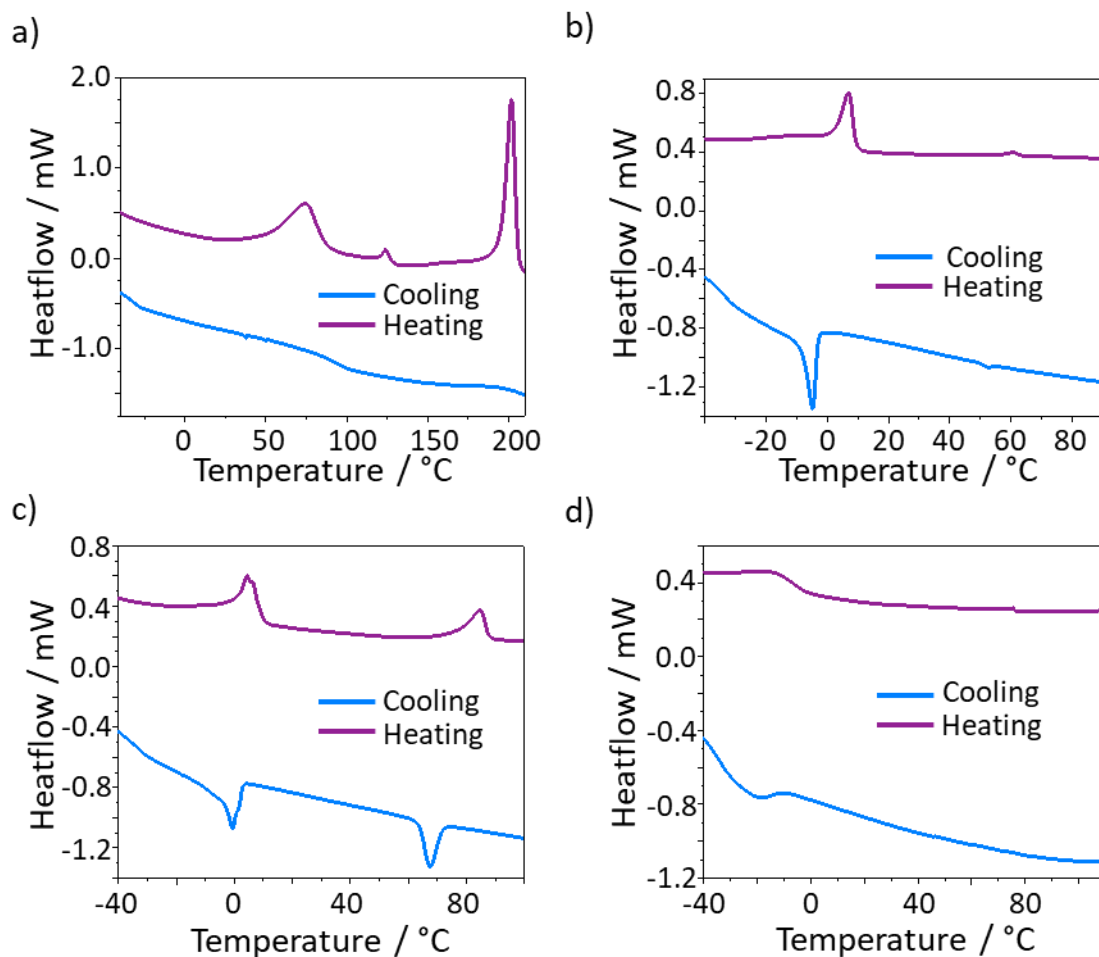 a)
2.0
1.0
0.0
-1.0
Heatflow / mW
Cooling
Heating
0 50 100 150 200
Temperature / °C
b)
0.8
0.4
0.0
-0.4
-0.8
-1.2
Heatflow / mW
Cooling
Heating
-20 0 20 40 60 80
Temperature / °C
c)
0.8
0.4
0.0
-0.4
-0.8
-1.2
Heatflow / mW
Cooling
Heating
-40 0 40 80
Temperature / °C
d)
0.4
0.0
-0.4
-0.8
-1.2
Heatflow / mW
Cooling
Heating
-40 0 40 80
Temperature / °C